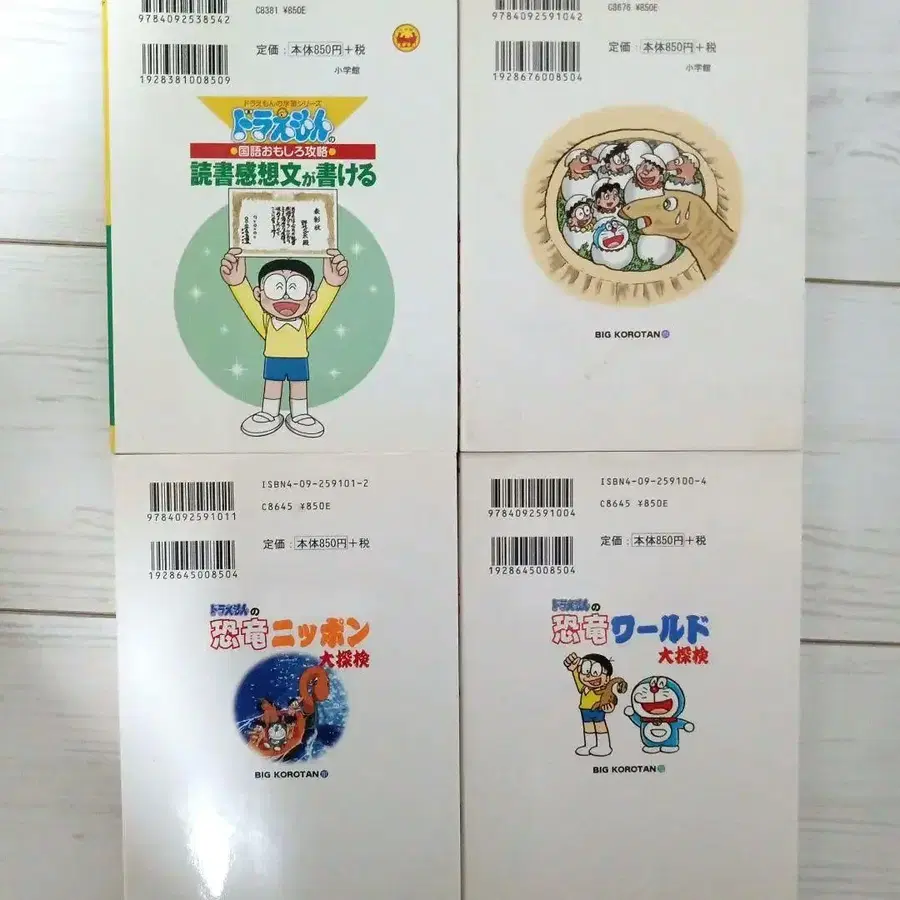 9784092538542
C8381 ¥850E
定価：本体850円＋税
1928381008509
小学館
ドラえもんの学習シリーズ
ドラえもんの
●国語おもしろ攻略●
読書感想文が書ける
表彰状
9784092591042
C8676 ¥850E
定価：本体850円＋税
1928676008504
小学館
BIG KOROTAN
ISBN4-09-259101-2
C8645 ¥850E
9784092591011
定価：本体850円＋税
1928645008504
ドラえもんの
恐竜ニッポン
大探検
BIG KOROTAN
ISBN4-09-259100-4
C8645 ¥850E
9784092591004
定価：本体850円＋税
1928645008504
ドラえもんの
恐竜ワールド
大探検
BIG KOROTAN